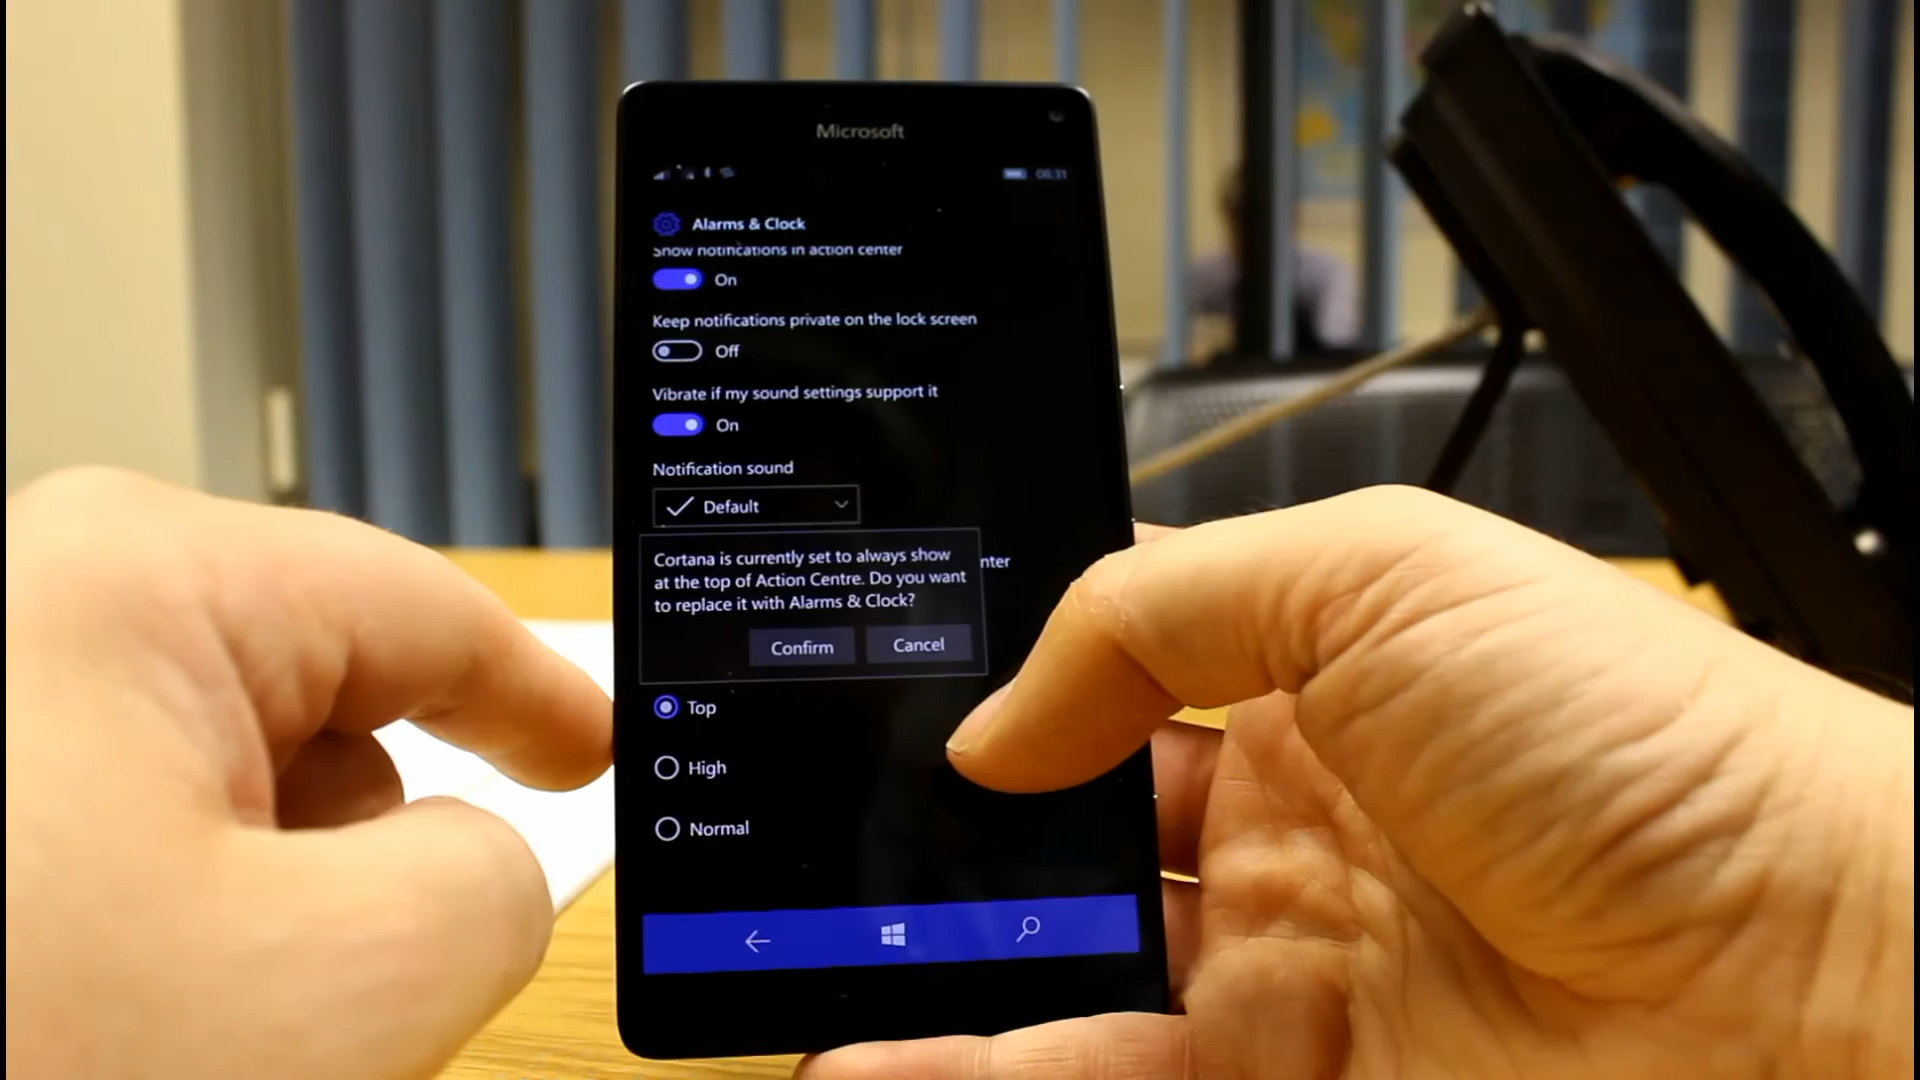 Microsoft
08:31
Alarms & Clock
Show notifications in action center
On
Keep notifications private on the lock screen
Off
Vibrate if my sound settings support it
On
Notification sound
Default
nter
Cortana is currently set to always show
at the top of Action Centre. Do you want
to replace it with Alarms & Clock?
Confirm Cancel
Top
High
Normal